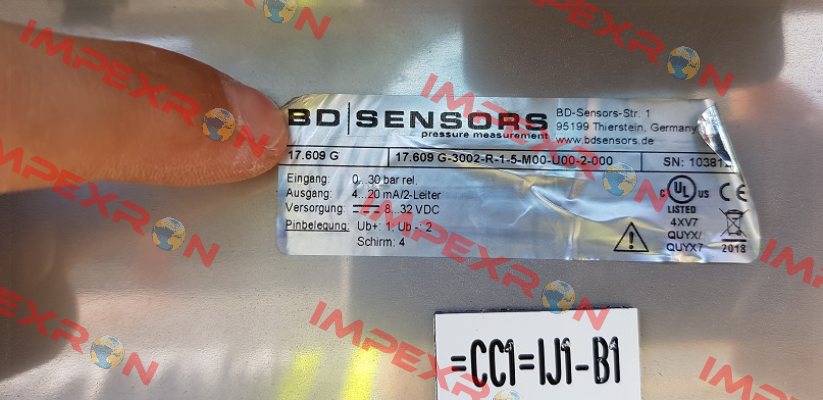 BD|SENSORS
pressure measurement
BD-Sensors-Str. 1
95199 Thierstein, Germany
www.bdsensors.de
17.609 G
17.609 G-3002-R-1-5-M00-U00-2-000
SN: 10381
Eingang: 0...30 bar rel.
Ausgang: 4...20 mA/2-Leiter
Versorgung: 8...32 VDC
Pinbelegung: Ub+: 1; Ub -: 2
Schirm: 4
C UL US CE
LISTED
4XV7
QUYX/
QUYX7
2018
=CC1=IJ1-B1
IMPEXRON
IMPEXRON
IMPEXRON
IMPEXRON
IMPEXRON